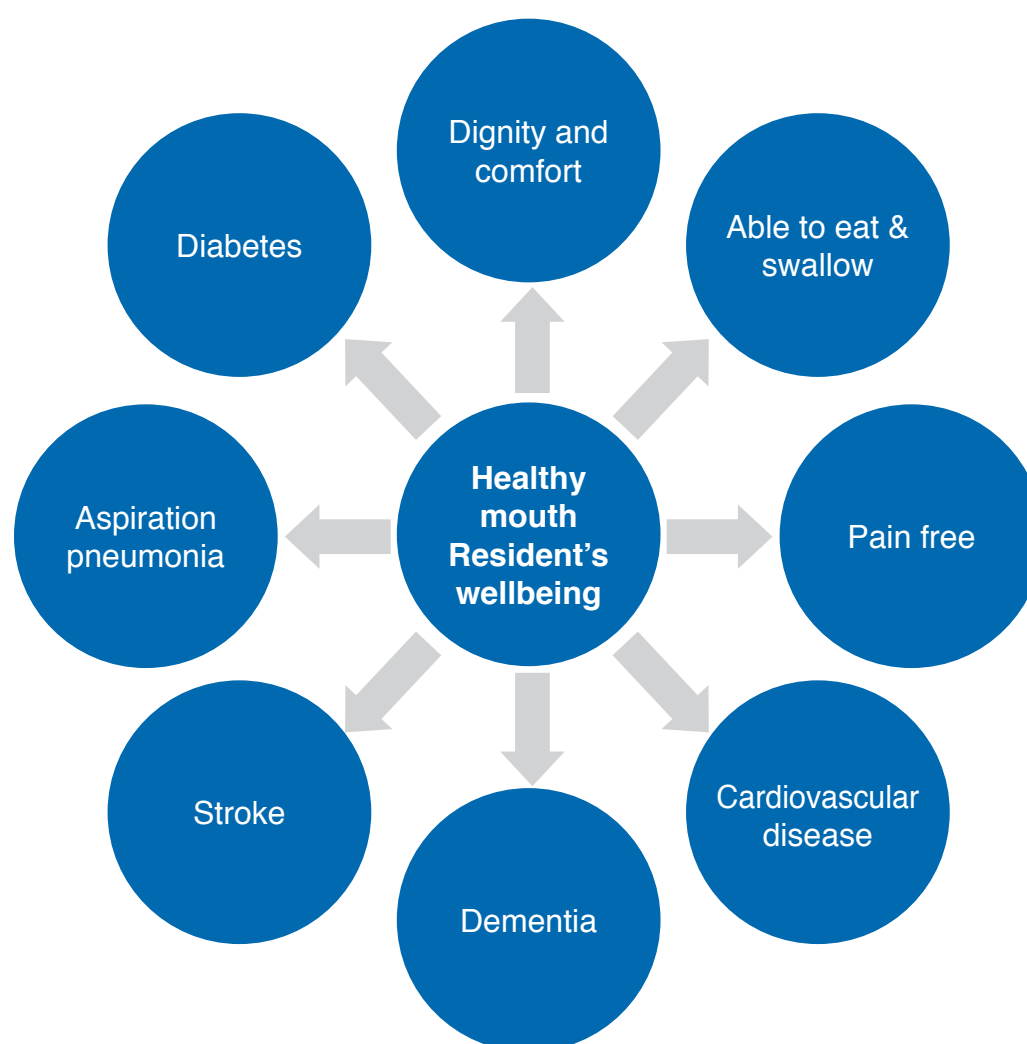 Dignity and
comfort
Able to eat &
swallow
Pain free
Cardiovascular
disease
Dementia
Stroke
Aspiration
pneumonia
Diabetes
Healthy
mouth
Resident’s
wellbeing